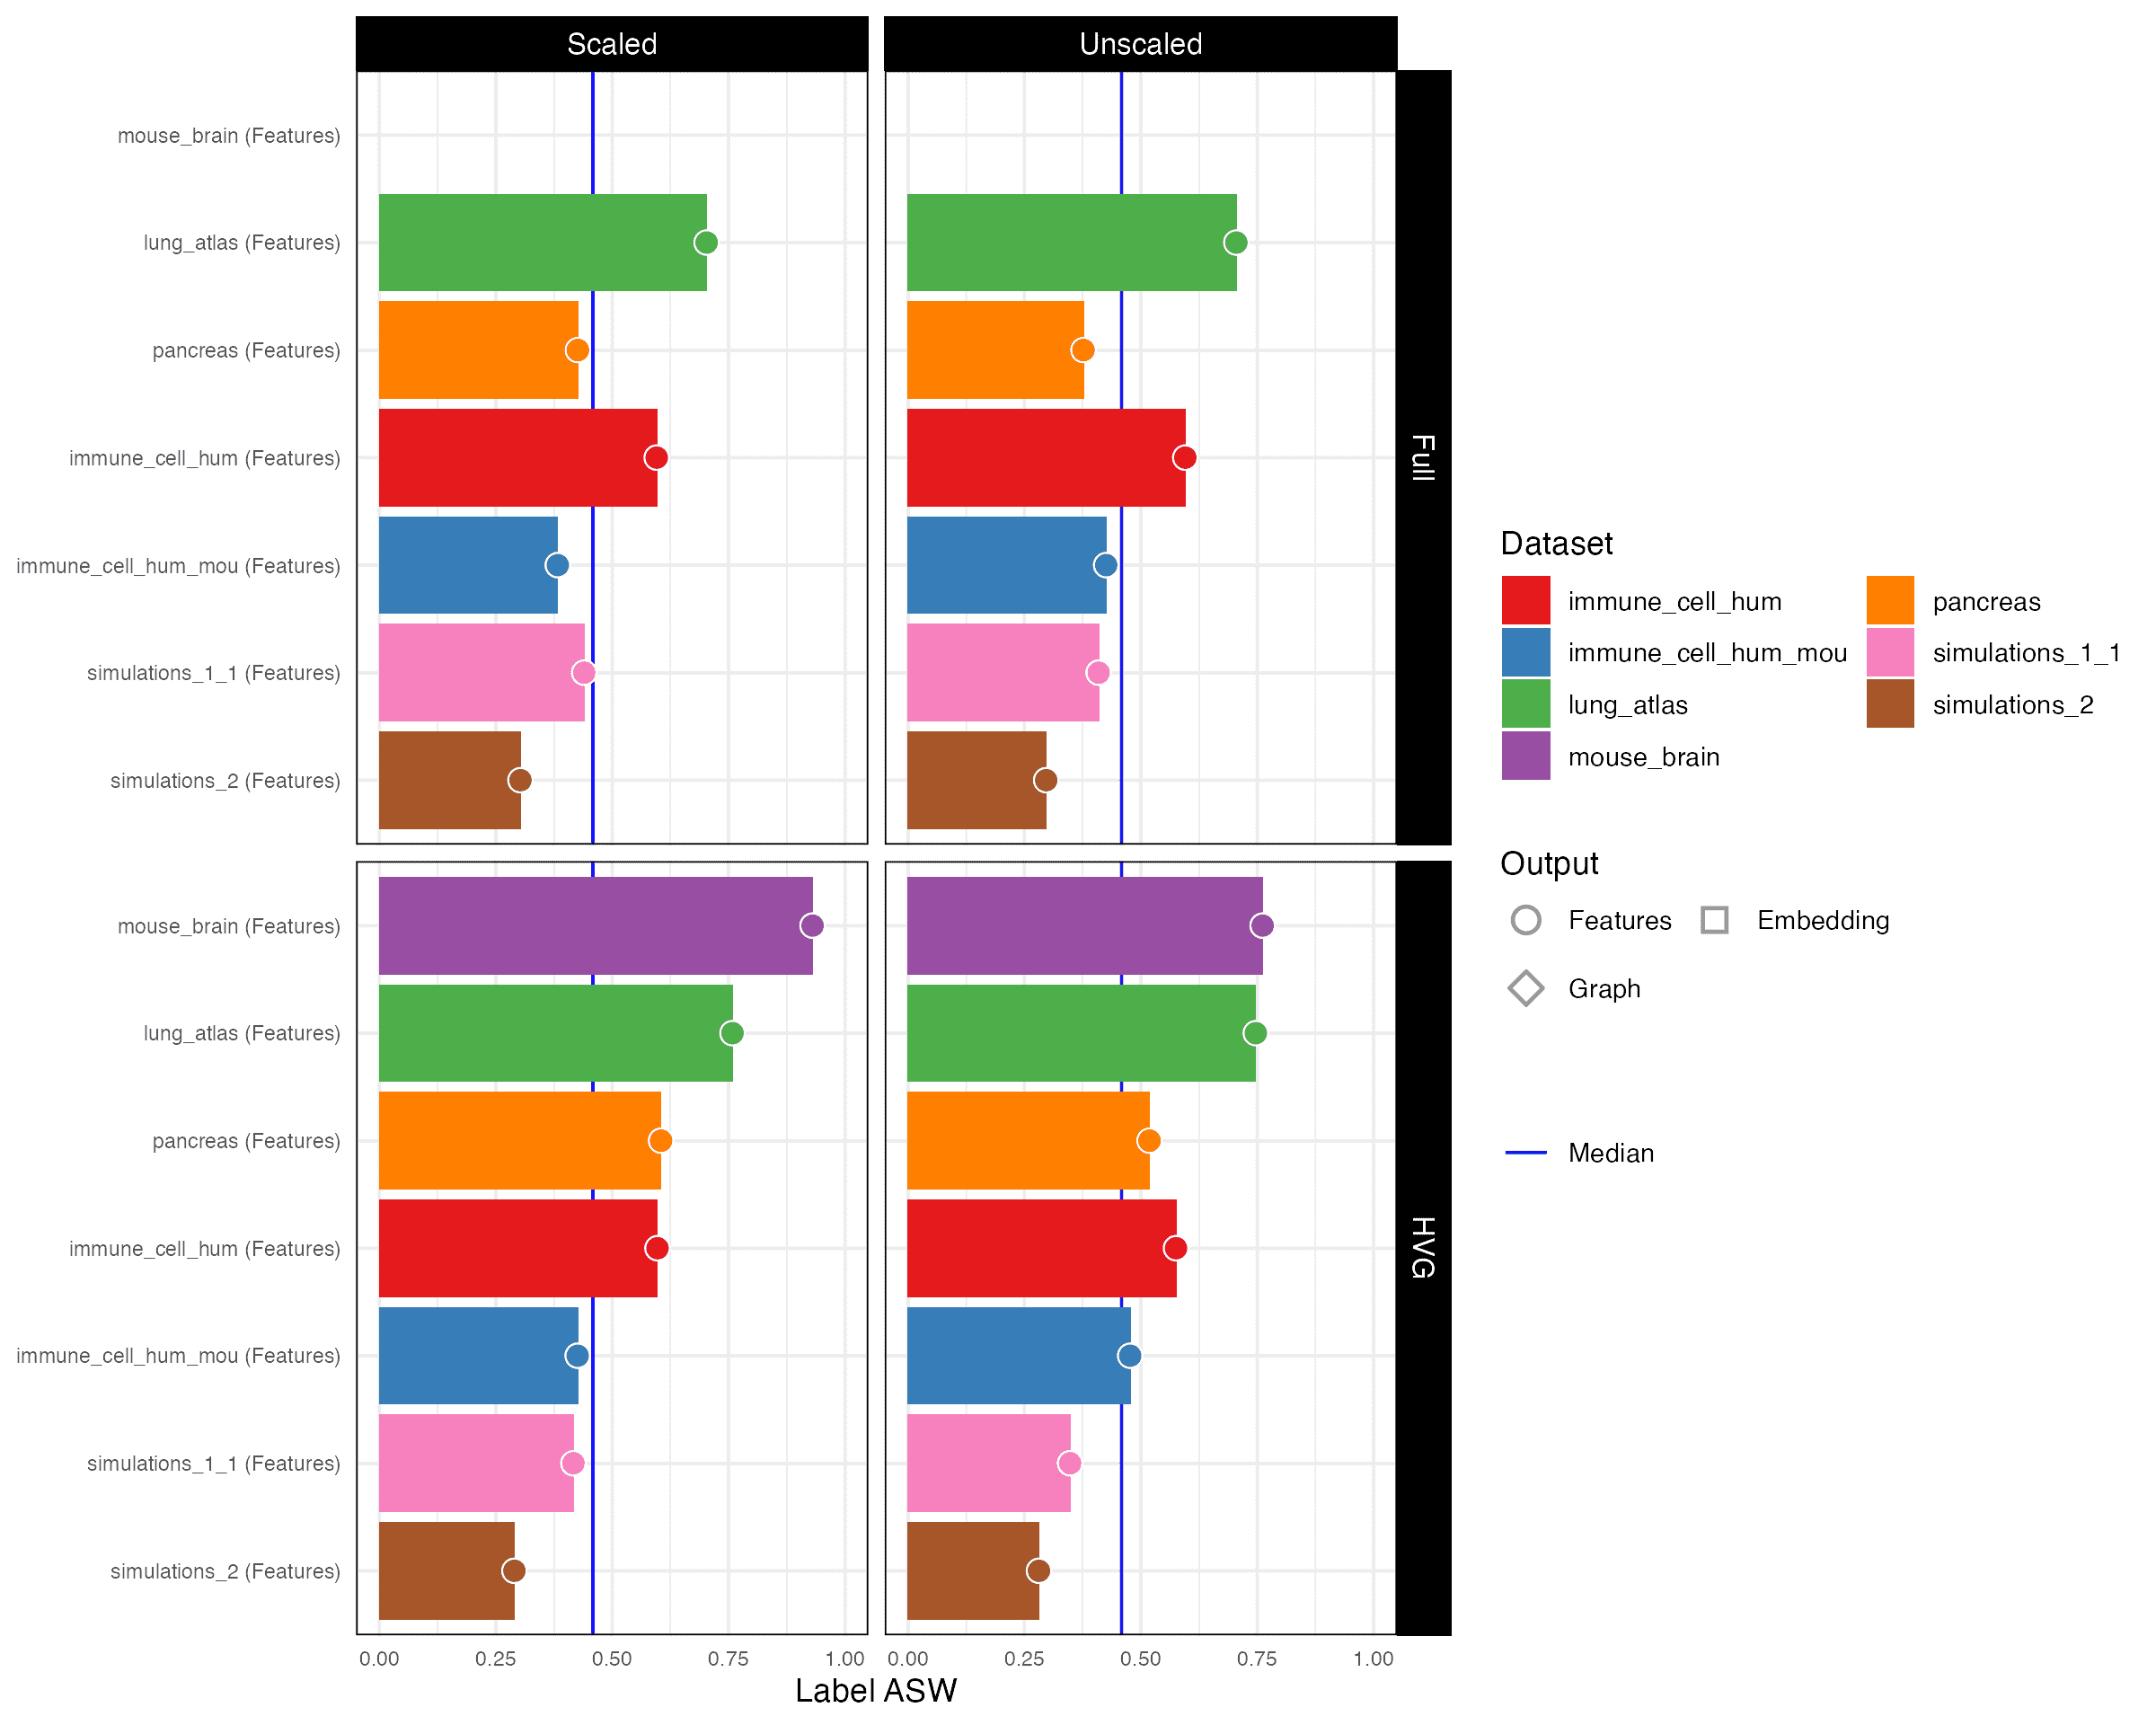 Scaled
Unscaled
mouse_brain (Features)
lung_atlas (Features)
pancreas (Features)
immune_cell_hum (Features)
immune_cell_hum_mou (Features)
simulations_1_1 (Features)
simulations_2 (Features)
Full
mouse_brain (Features)
lung_atlas (Features)
pancreas (Features)
immune_cell_hum (Features)
immune_cell_hum_mou (Features)
simulations_1_1 (Features)
simulations_2 (Features)
HVG
0.00 0.25 0.50 0.75 1.00
0.00 0.25 0.50 0.75 1.00
Label ASW
Dataset
immune_cell_hum
immune_cell_hum_mou
lung_atlas
mouse_brain
pancreas
simulations_1_1
simulations_2
Output
Features
Embedding
Graph
Median